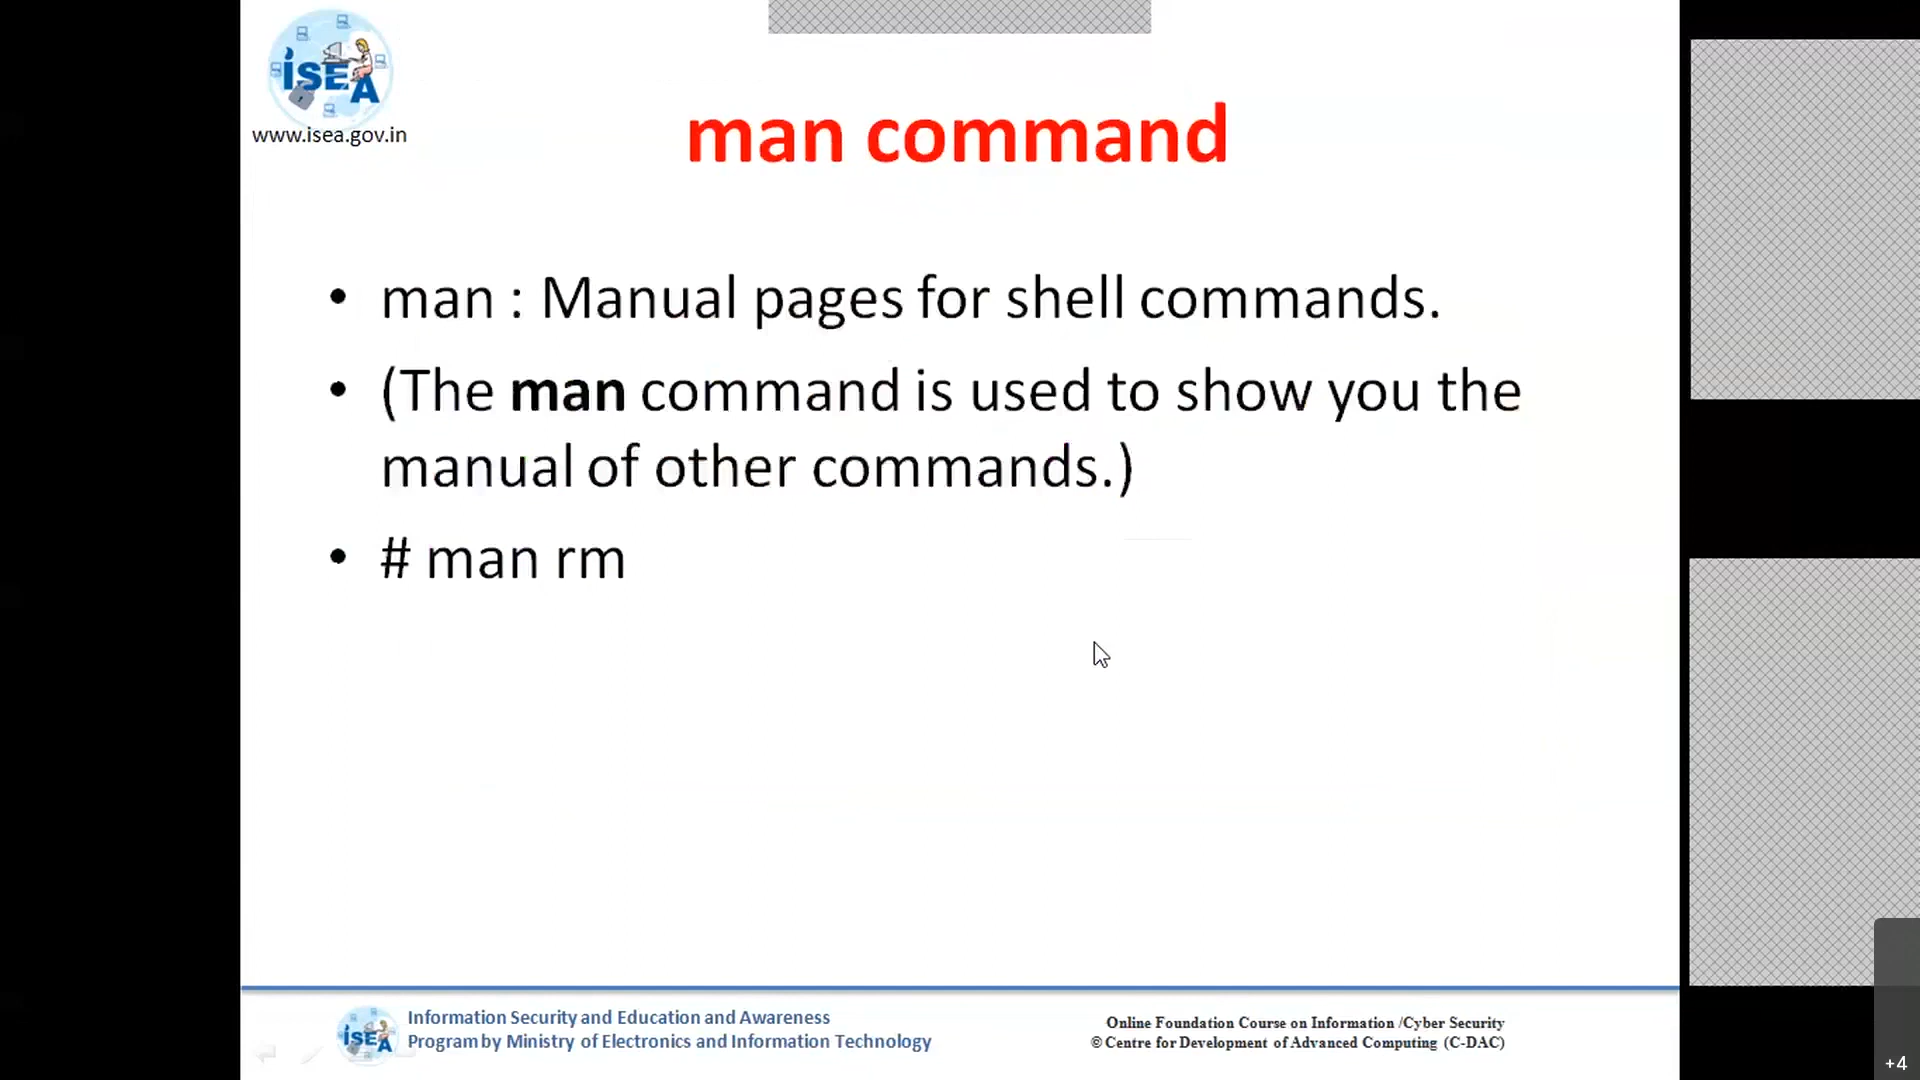 iSEA
www.isea.gov.in
man command
• man : Manual pages for shell commands.
• (The man command is used to show you the
manual of other commands.)
• # man rm
iSEA
Information Security and Education and Awareness
Program by Ministry of Electronics and Information Technology
Online Foundation Course on Information /Cyber Security
© Centre for Development of Advanced Computing (C-DAC)
+4